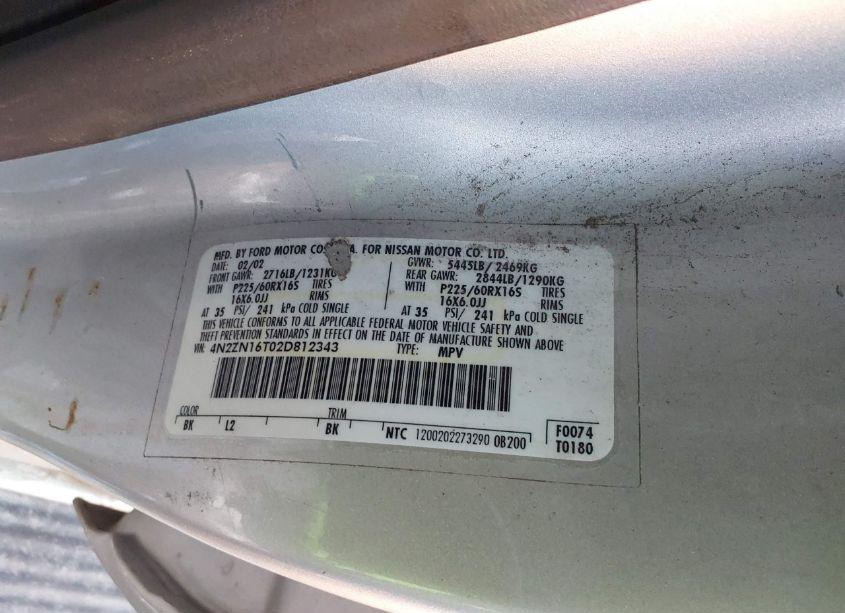 MFD. BY FORD MOTOR CO. A. FOR NISSAN MOTOR CO. LTD.
DATE: 02/02 GVWR: 5445LB/ 2469KG
FRONT GAWR: 2716LB/1231KG REAR GAWR: 2844LB/1290KG
WITH P225/60RX16S TIRES WITH P225/60RX16S TIRES
16X6.0JJ RIMS 16X6.0JJ RIMS
AT 35 PSI/ 241 kPa COLD SINGLE AT 35 PSI/ 241 kPa COLD SINGLE
THIS VEHICLE CONFORMS TO ALL APPLICABLE FEDERAL MOTOR VEHICLE SAFETY AND
THEFT PREVENTION STANDARDS IN EFFECT ON THE DATE OF MANUFACTURE SHOWN ABOVE
VIN: 4N2ZN16T02D812343 TYPE: MPV
COLOR TRIM
BK L2 BK NTC 1200202273290 0B200 F0074
T0180